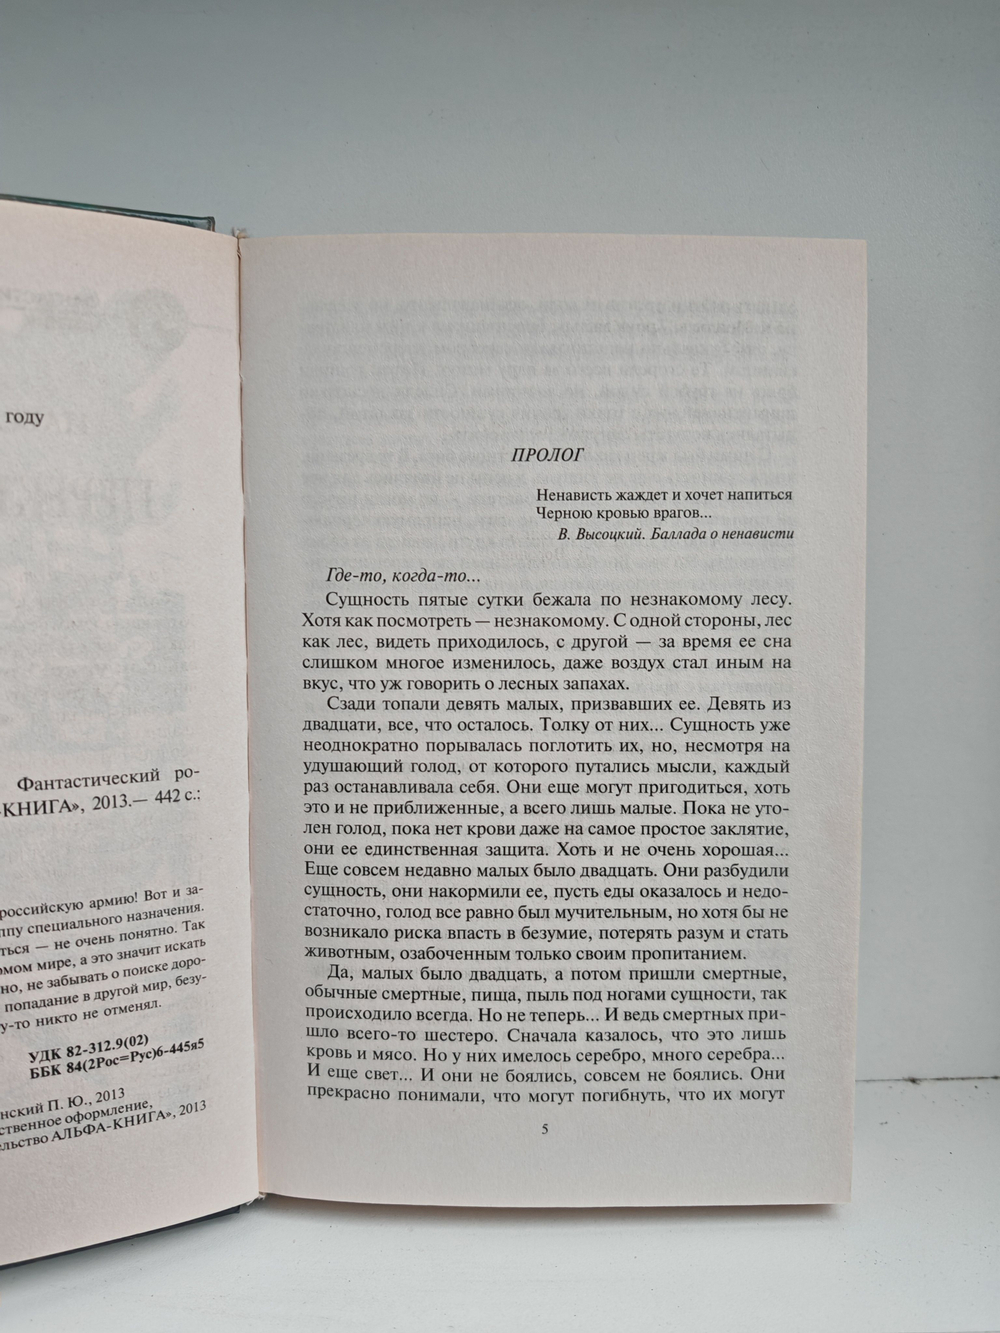 году
Фантастический ро-
КНИГА», 2013.— 442 с.:
российскую армию! Вот и за-
ппу специального назначения.
ться — не очень понятно. Так
омом мире, а это значит искать
но, не забывать о поиске доро-
попадание в другой мир, безу-
у-то никто не отменял.
УДК 82-312.9(02)
ББК 84(2Рос=Рус)6-445я5
нский П. Ю., 2013
ственное оформление,
льство АЛЬФА-КНИГА», 2013
ПРОЛОГ
Ненависть жаждет и хочет напиться
Черною кровью врагов...
В. Высоцкий. Баллада о ненависти
Где-то, когда-то...
Сущность пятые сутки бежала по незнакомому лесу.
Хотя как посмотреть — незнакомому. С одной стороны, лес
как лес, видеть приходилось, с другой — за время ее сна
слишком многое изменилось, даже воздух стал иным на
вкус, что уж говорить о лесных запахах.
Сзади топали девять малых, призвавших ее. Девять из
двадцати, все, что осталось. Толку от них... Сущность уже
неоднократно порывалась поглотить их, но, несмотря на
удушающий голод, от которого путались мысли, каждый
раз останавливала себя. Они еще могут пригодиться, хоть
это и не приближенные, а всего лишь малые. Пока не уто-
лен голод, пока нет крови даже на самое простое заклятие,
они ее единственная защита. Хоть и не очень хорошая...
Еще совсем недавно малых было двадцать. Они разбудили
сущность, они накормили ее, пусть еды оказалось и недо-
статочно, голод все равно был мучительным, но хотя бы не
возникало риска впасть в безумие, потерять разум и стать
животным, озабоченным только своим пропитанием.
Да, малых было двадцать, а потом пришли смертные,
обычные смертные, пища, пыль под ногами сущности, так
происходило всегда. Но не теперь... И ведь смертных при-
шло всего-то шестеро. Сначала казалось, что это лишь
кровь и мясо. Но у них имелось серебро, много серебра...
И еще свет... И они не боялись, совсем не боялись. Они
прекрасно понимали, что могут погибнуть, что их могут
5